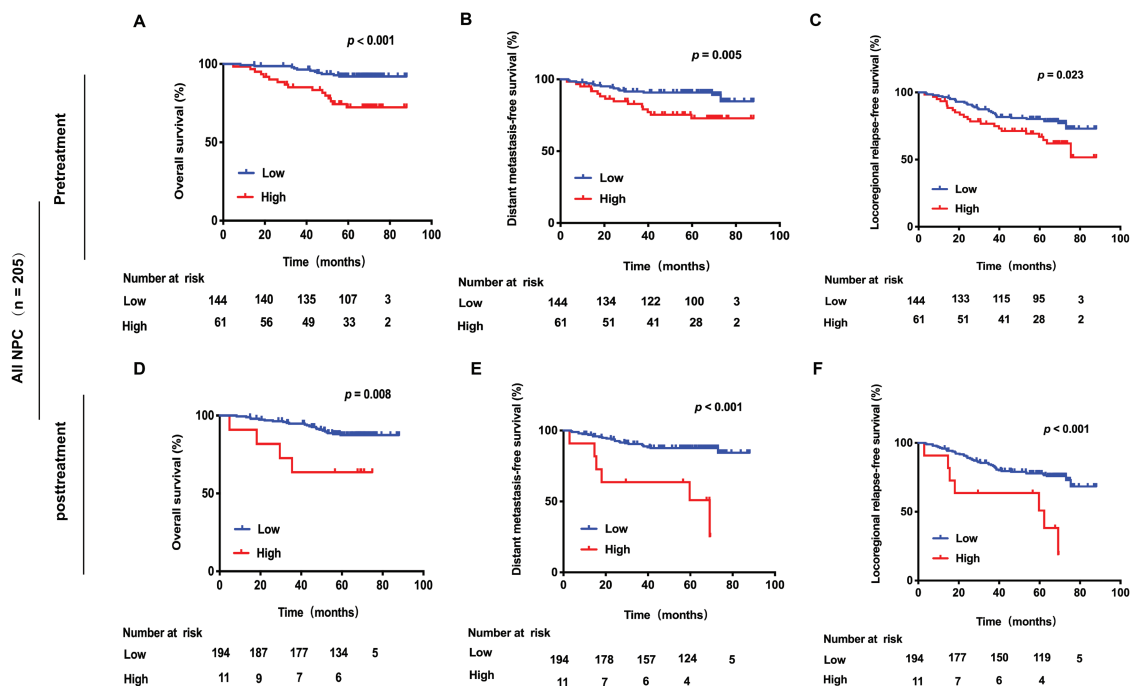 All NPC (n = 205)
Pretreatment
A
p < 0.001
Overall survival (%)
100
50
0
Low
High
0 20 40 60 80 100
Time (months)
Number at risk
Low 144 140 135 107 3
High 61 56 49 33 2
B
p = 0.005
Distant metastasis-free survival (%)
100
50
0
Low
High
0 20 40 60 80 100
Time (months)
Number at risk
Low 144 134 122 100 3
High 61 51 41 28 2
C
p = 0.023
Locoregional relapse-free survival (%)
100
50
0
Low
High
0 20 40 60 80 100
Time (months)
Number at risk
Low 144 133 115 95 3
High 61 51 41 28 2
posttreatment
D
p = 0.008
Overall survival (%)
100
50
0
Low
High
0 20 40 60 80 100
Time (months)
Number at risk
Low 194 187 177 134 5
High 11 9 7 6
E
p < 0.001
Distant metastasis-free survival (%)
100
50
0
Low
High
0 20 40 60 80 100
Time (months)
Number at risk
Low 194 178 157 124 5
High 11 7 6 4
F
p < 0.001
Locoregional relapse-free survival (%)
100
50
0
Low
High
0 20 40 60 80 100
Time (months)
Number at risk
Low 194 177 150 119 5
High 11 7 6 4